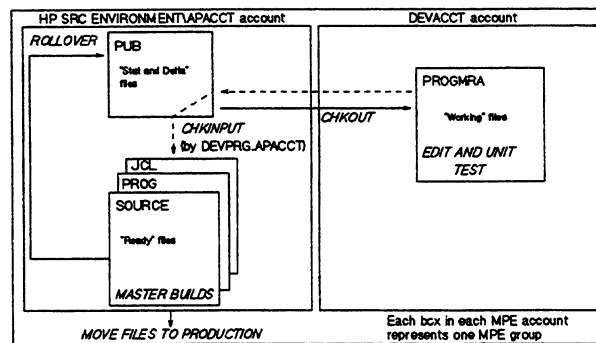 HP SRC ENVIRONMENT\APACCT account
DEVACCT account
ROLLOVER
PUB
"Stat and Delta"
files
PROGMRA
"Working" files
EDIT AND UNIT
TEST
CHKOUT
CHKINPUT
(by DEVPRG.APACCT)
JCL
PROG
SOURCE
"Ready" files
MASTER BUILDS
MOVE FILES TO PRODUCTION
Each box in each MPE account
represents one MPE group